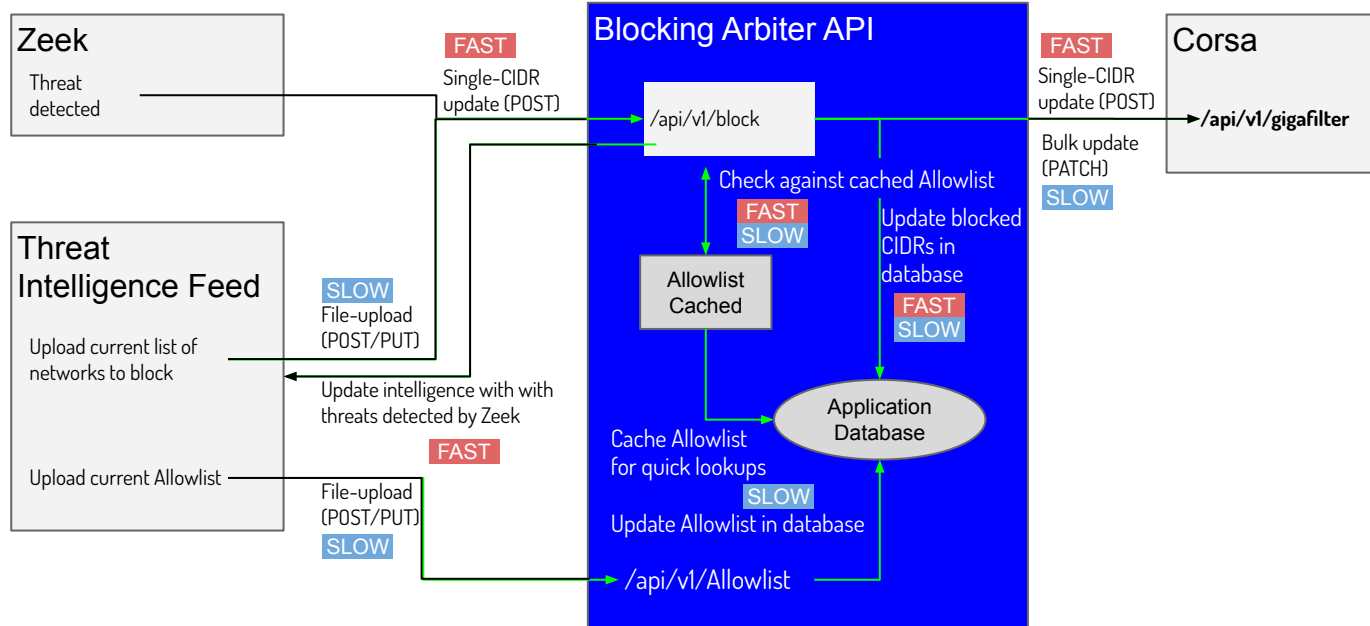 Zeek
Threat
detected
FAST
Single-CIDR
update (POST)
Threat
Intelligence Feed
Upload current list of
networks to block
Upload current Allowlist
SLOW
File-upload
(POST/PUT)
Update intelligence with with
threats detected by Zeek
FAST
File-upload
(POST/PUT)
SLOW
Blocking Arbiter API
/api/v1/block
Check against cached Allowlist
FAST
SLOW
Allowlist
Cached
Update blocked
CIDRs in
database
FAST
SLOW
Application
Database
Cache Allowlist
for quick lookups
SLOW
Update Allowlist in database
/api/v1/Allowlist
FAST
Single-CIDR
update (POST)
Bulk update
(PATCH)
SLOW
Corsa
/api/v1/gigafilter